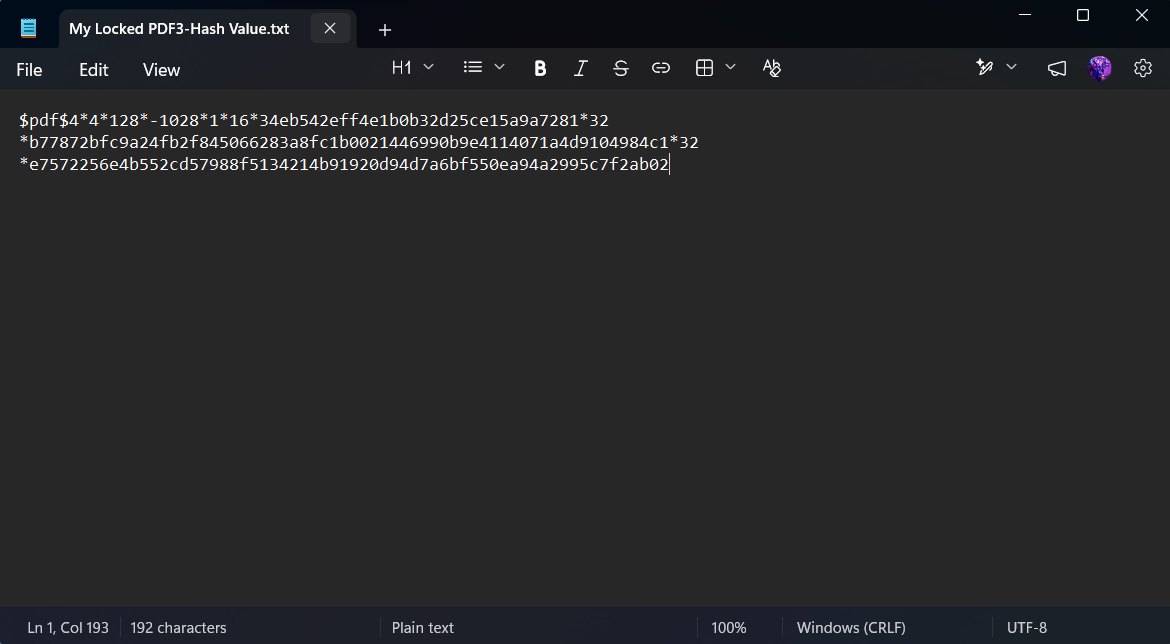 My Locked PDF3-Hash Value.txt
File Edit View H1
$pdf$4*4*128*-1028*1*16*34eb542eff4e1b0b32d25ce15a9a7281*32
*b77872bfc9a24fb2f845066283a8fc1b0021446990b9e4114071a4d9104984c1*32
*e7572256e4b552cd57988f5134214b91920d94d7a6bf550ea94a2995c7f2ab02
Ln 1, Col 193 192 characters Plain text 100% Windows (CRLF) UTF-8